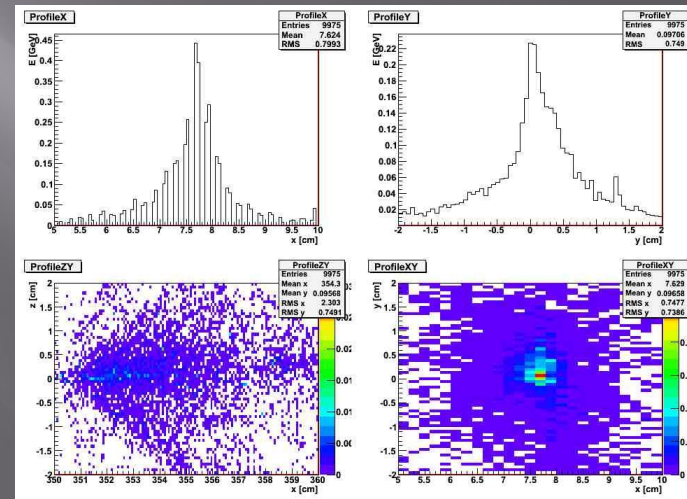 ProfileX
ProfileX
Entries 9975
Mean 7.624
RMS 0.7993
E [GeV]
0.45
0.4
0.35
0.3
0.25
0.2
0.15
0.1
0.05
0
5 5.5 6 6.5 7 7.5 8 8.5 9 9.5 10
x [cm]
ProfileY
ProfileY
Entries 9975
Mean 0.09706
RMS 0.749
E [GeV]
0.22
0.2
0.18
0.16
0.14
0.12
0.1
0.08
0.06
0.04
0.02
-2 -1.5 -1 -0.5 0 0.5 1 1.5 2
y [cm]
ProfileZY
ProfileZY
Entries 9975
Mean x 354.3
Mean y 0.09568
RMS x 2.303
RMS y 0.7491
z [cm]
2
1.5
1
0.5
0
-0.5
-1
-1.5
-2
350 351 352 353 354 355 356 357 358 359 360
x [cm]
0
ProfileXY
ProfileXY
Entries 9975
Mean x 7.629
Mean y 0.09658
RMS x 0.7477
RMS y 0.7386
y [cm]
2
1.5
1
0.5
0
-0.5
-1
-1.5
-2
5 5.5 6 6.5 7 7.5 8 8.5 9 9.5 10
x [cm]
0